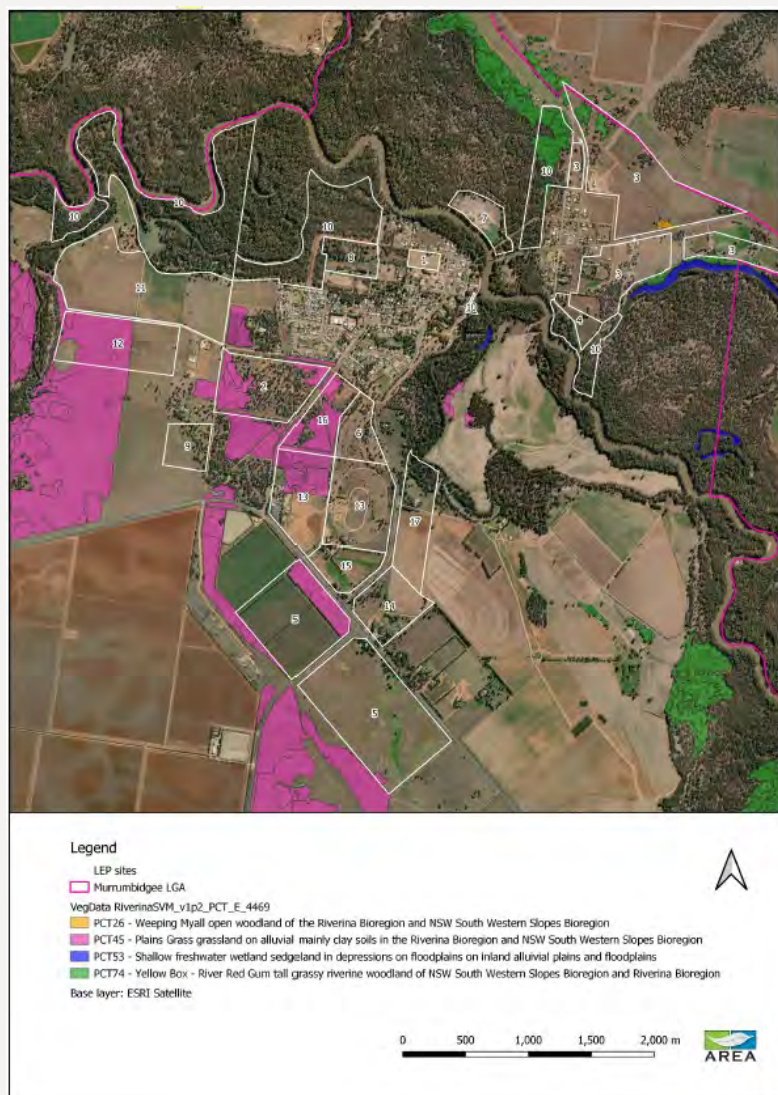 3
10
3
7
10
10
10
8
1
3
3
11
10
4
10
12
2
16
6
9
13
13
17
15
14
5
5
Legend
LEP sites
Murrumbidgee LGA
VegData RiverinaSVM_v1p2_PCT_E_4469
PCT26 - Weeping Myall open woodland of the Riverina Bioregion and NSW South Western Slopes Bioregion
PCT45 - Plains Grass grassland on alluvial mainly clay soils in the Riverina Bioregion and NSW South Western Slopes Bioregion
PCT53 - Shallow freshwater wetland sedgeland in depressions on floodplains on inland alluvial plains and floodplains
PCT74 - Yellow Box - River Red Gum tall grassy riverine woodland of NSW South Western Slopes Bioregion and Riverina Bioregion
Base layer: ESRI Satellite
0 500 1,000 1,500 2,000 m
AREA